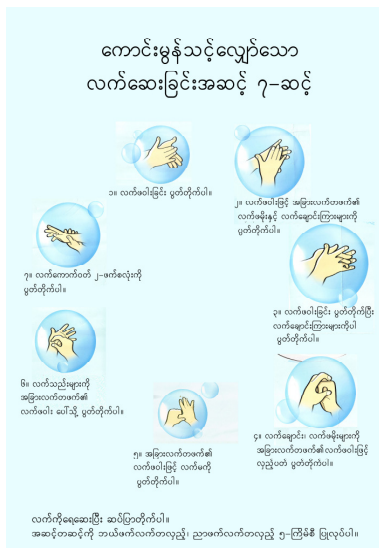 ကောင်းမွန်သင့်လျှော်သော
လက်ဆေးခြင်းအဆင့် ၇-ဆင့်
၁။ လက်ဖဝါးခြင်း ပွတ်တိုက်ပါ။
၂။ လက်ဖဝါးဖြင့် အခြားလက်တဖက်၏
လက်ဖမိုးနှင့် လက်ချောင်းကြားများကို
ပွတ်တိုက်ပါ။
၃။ လက်ဖဝါးခြင်း ပွတ်တိုက်ပြီး
လက်ချောင်းကြားများကိုပါ
ပွတ်တိုက်ပါ။
၄။ လက်ချောင်း၊ လက်ဖမိုးများကို
အခြားလက်တဖက်၏လက်ဖဝါးဖြင့်
လှည့်ပတဲ ပွတဲတိုကဲပါ။
၅။ အခြားလက်တဖက်၏
လက်ဖဝါးဖြင့် လက်မကို
ပွတ်တိုက်ပါ။
၆။ လက်သည်းများကို
အခြားလက်တဖက်၏
လက်ဖဝါး ပေါ်သို့ ပွတ်တိုက်ပါ။
၇။ လက်ကောက်ဝတ် ၂-ဖက်စလုံးကို
ပွတ်တိုက်ပါ။
လက်ကိုရေဆေးပြီး ဆပ်ပြာတိုက်ပါ။
အဆင့်တဆင့်ကို ဘယ်ဖက်လက်တလှည့်၊ ညာဖက်လက်တလှည့် ၅-ကြိမ်စီ ပြုလုပ်ပါ။